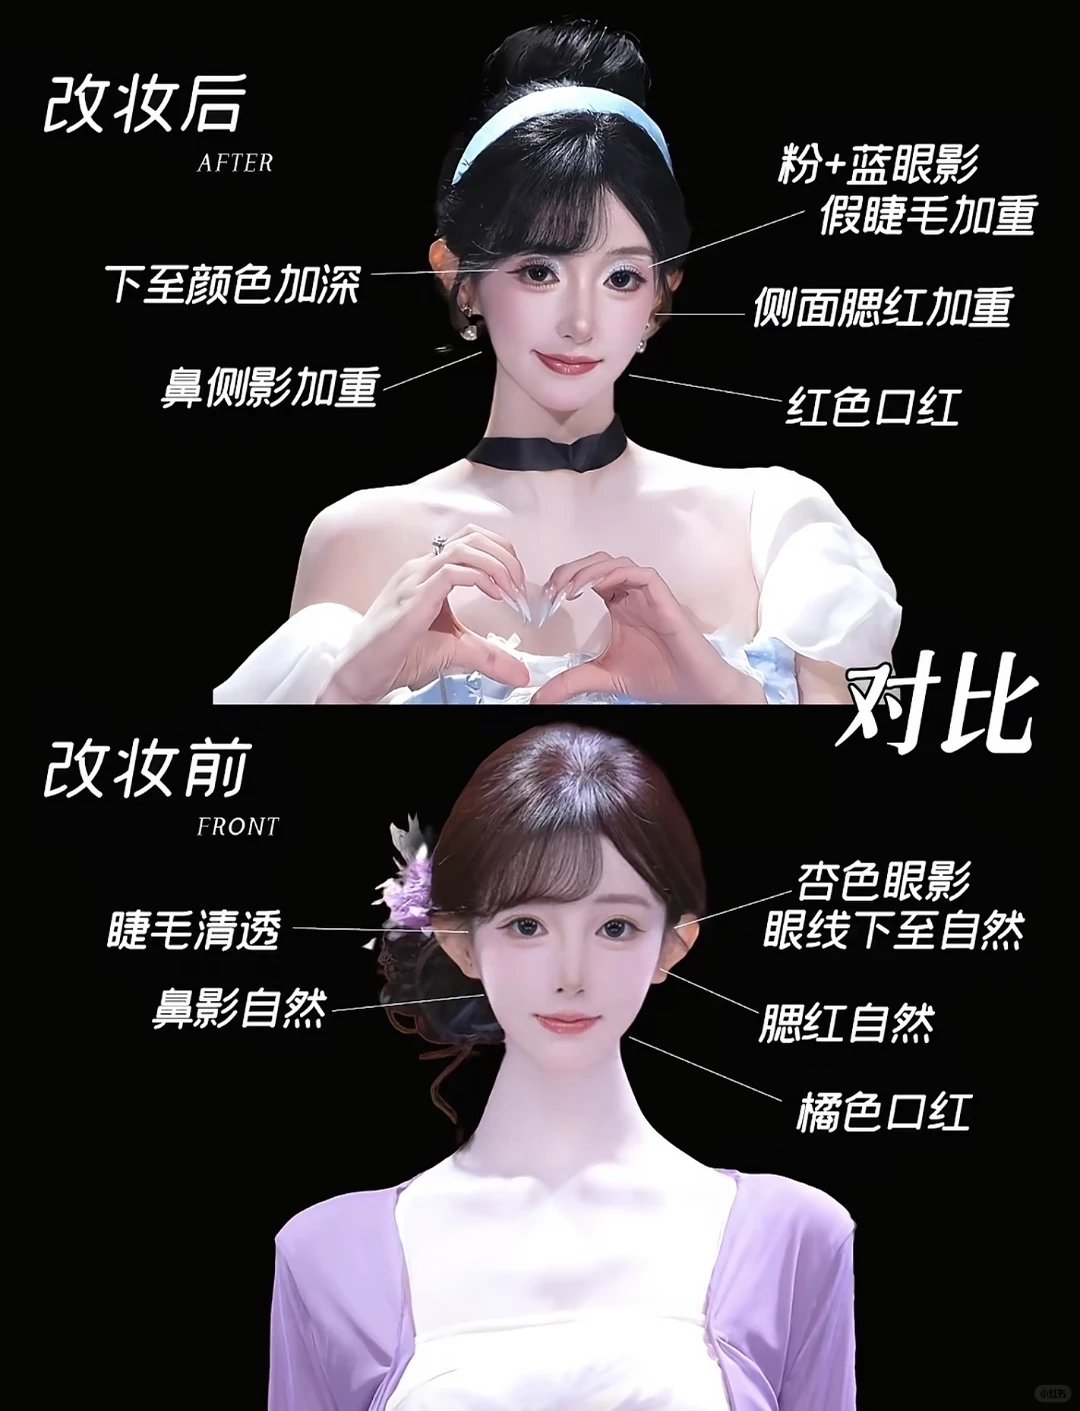 改妆后
AFTER
粉+蓝眼影
假睫毛加重
下至颜色加深
侧面腮红加重
鼻侧影加重
红色口红
对比
改妆前
FRONT
杏色眼影
眼线下至自然
睫毛清透
鼻影自然
腮红自然
橘色口红
小红书